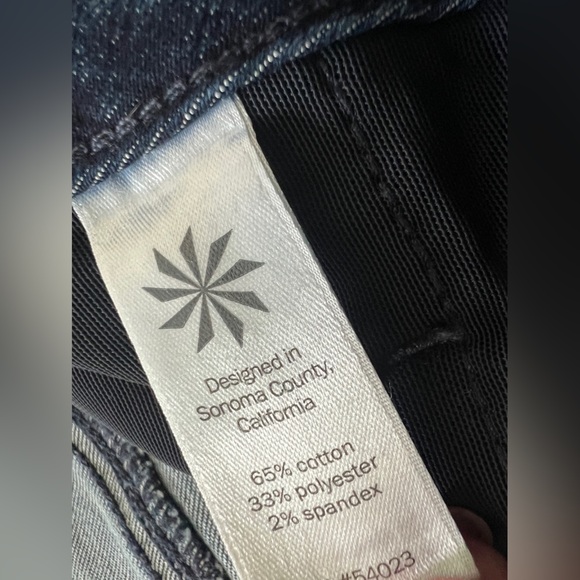 Designed in
Sonoma County,
California
65% cotton
33% polyester
2% spandex
#54023